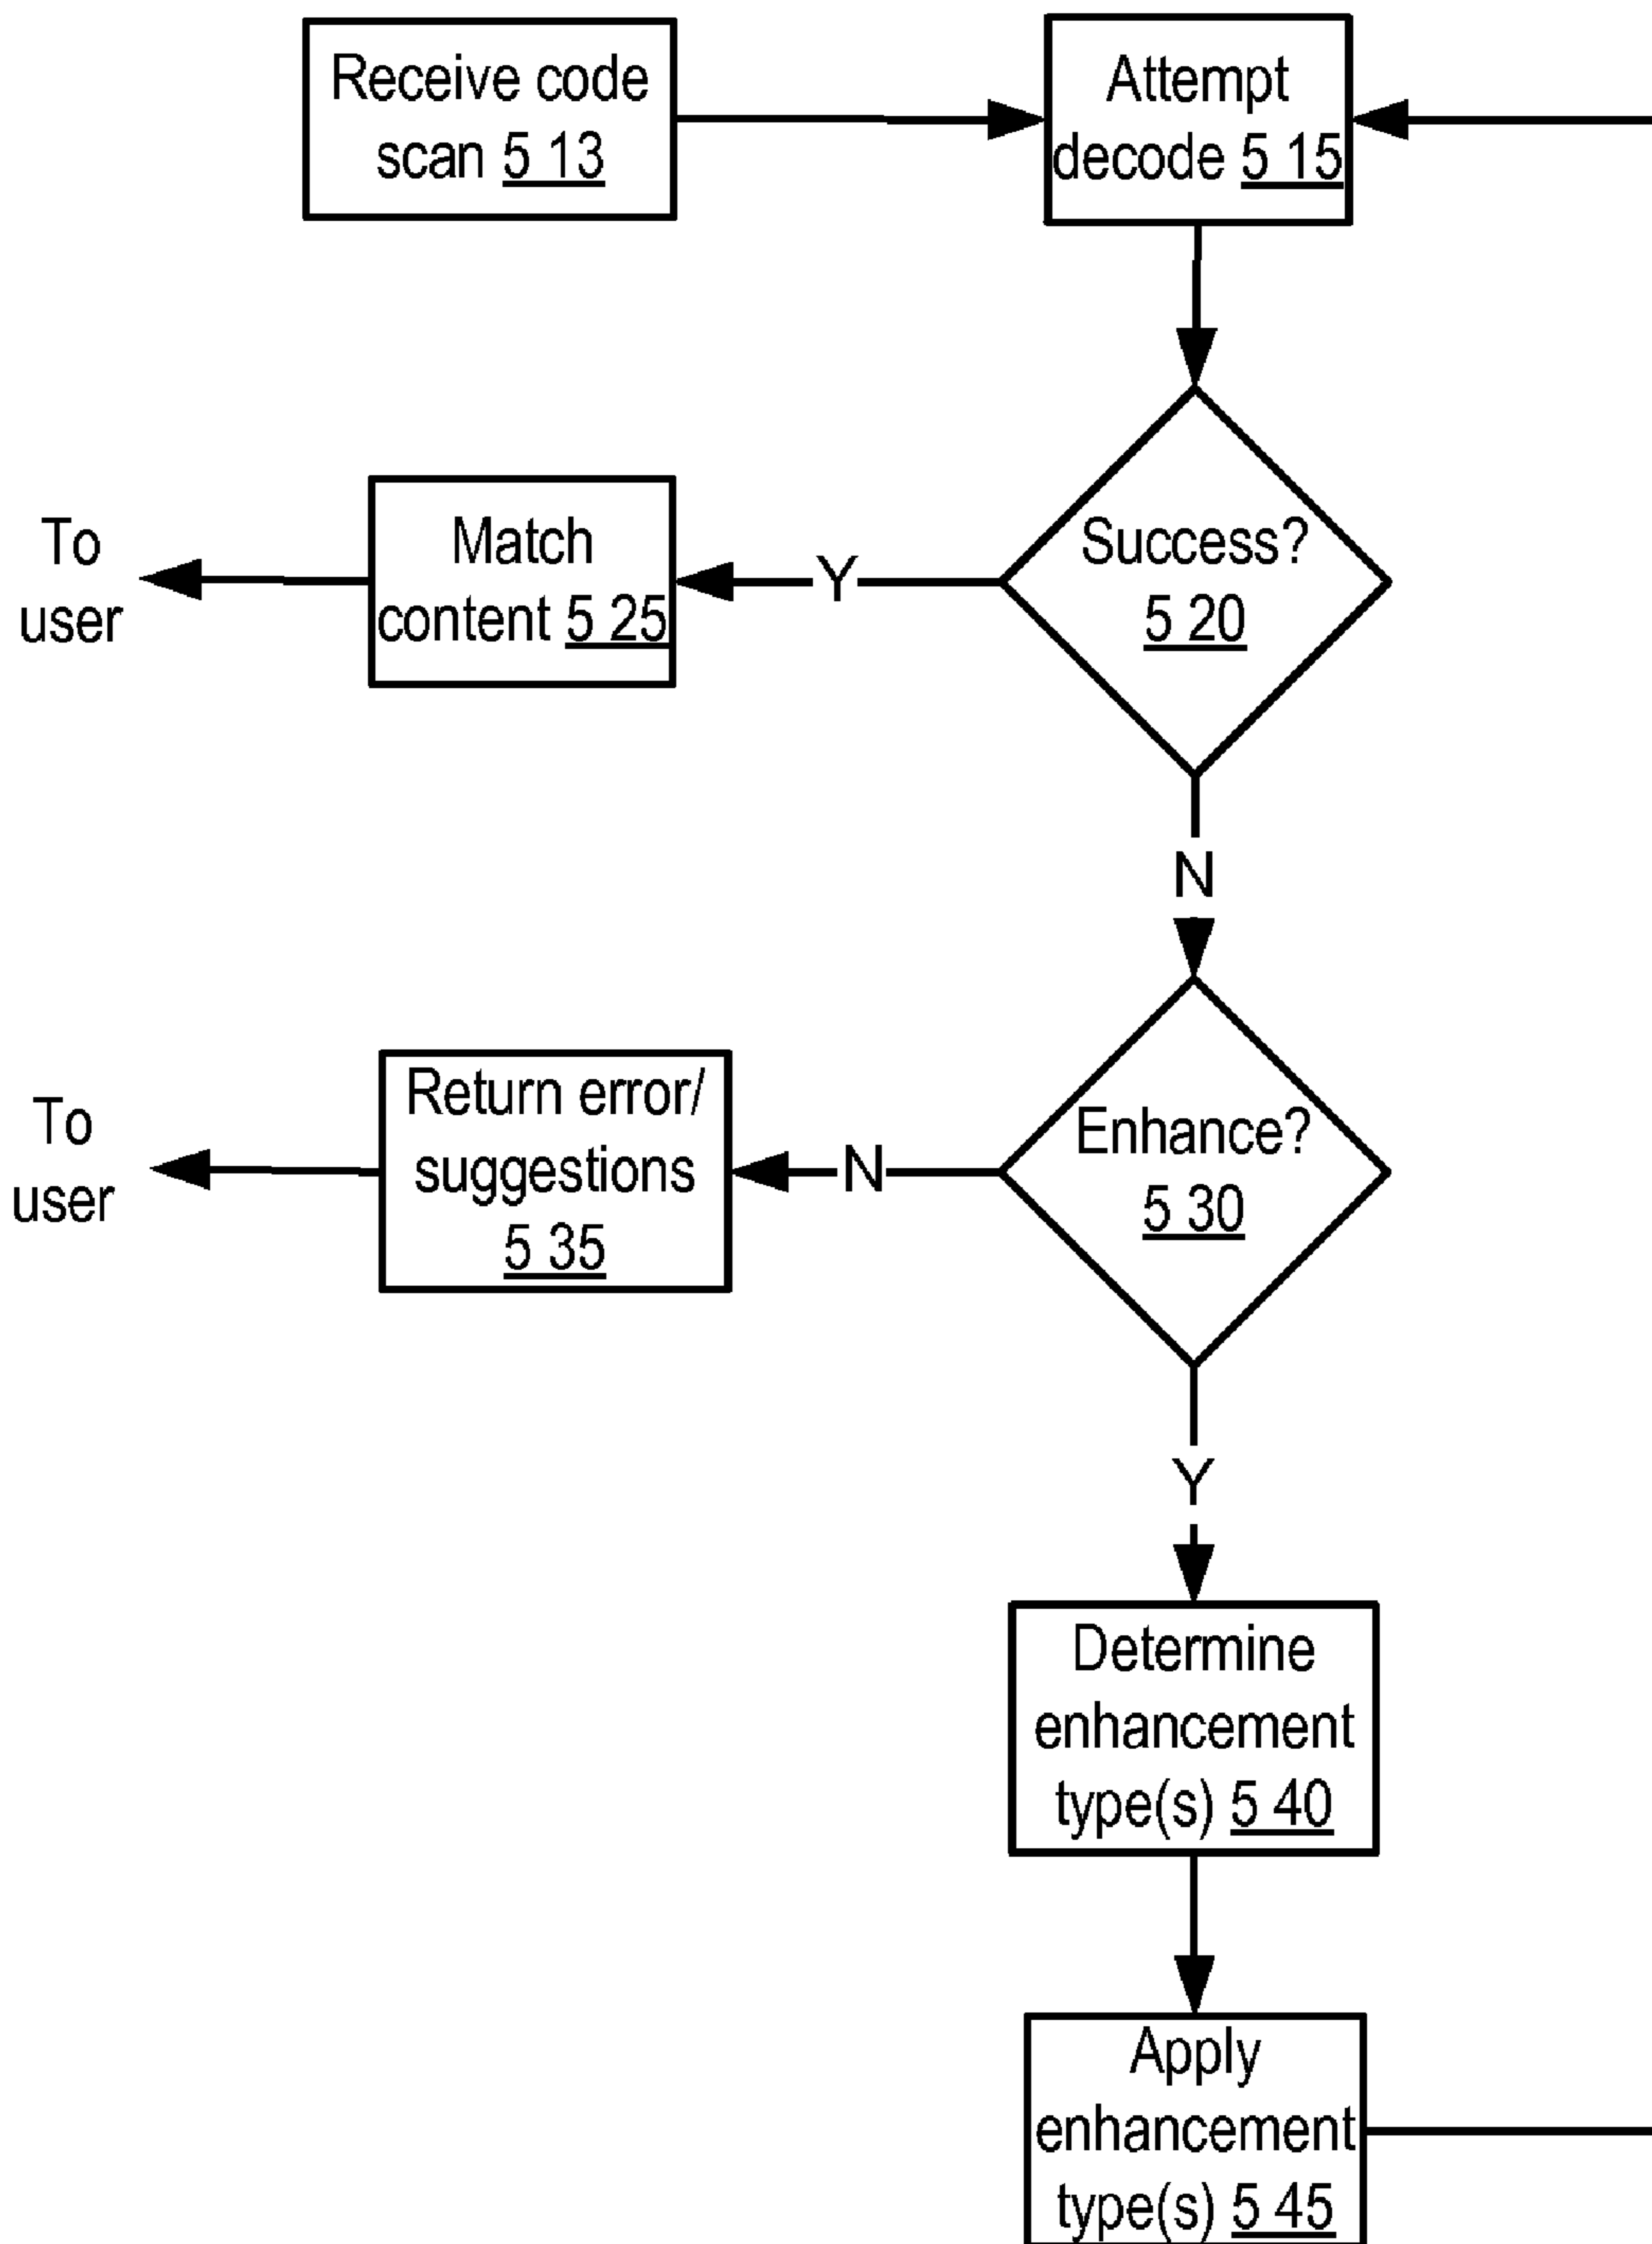 Receive code
scan 5 13
Attempt
decode 5 15
Success?
5 20
Y
Match
content 5 25
To
user
N
Enhance?
5 30
N
Return error/
suggestions
5 35
To
user
Y
Determine
enhancement
type(s) 5 40
Apply
enhancement
type(s) 5 45